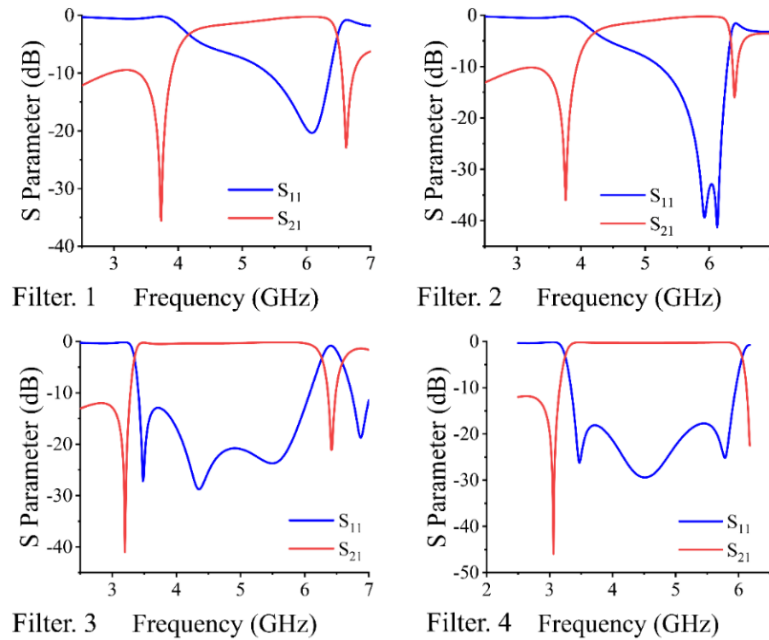 S Parameter (dB)
0
-10
-20
-30
-40
S11
S21
3 4 5 6 7
Filter. 1 Frequency (GHz)
S Parameter (dB)
0
-10
-20
-30
-40
S11
S21
3 4 5 6
Filter. 2 Frequency (GHz)
S Parameter (dB)
0
-10
-20
-30
-40
S11
S21
3 4 5 6 7
Filter. 3 Frequency (GHz)
S Parameter (dB)
0
-10
-20
-30
-40
-50
S11
S21
2 3 4 5 6
Filter. 4 Frequency (GHz)